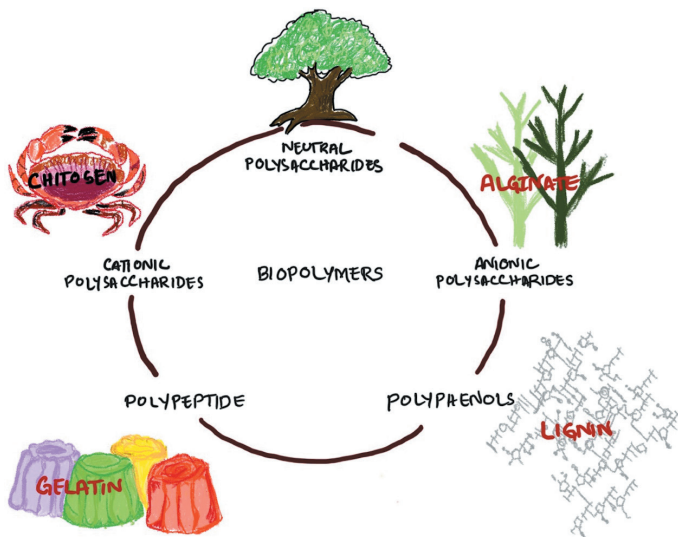 NEUTRAL
POLYSACCHARIDES
CHITOSEN
ALGINATE
CATIONIC
POLYSACCHARIDES
BIOPOLYMERS
ANIONIC
POLYSACCHARIDES
POLYPEPTIDE
POLYPHENOLS
LIGNIN
GELATIN